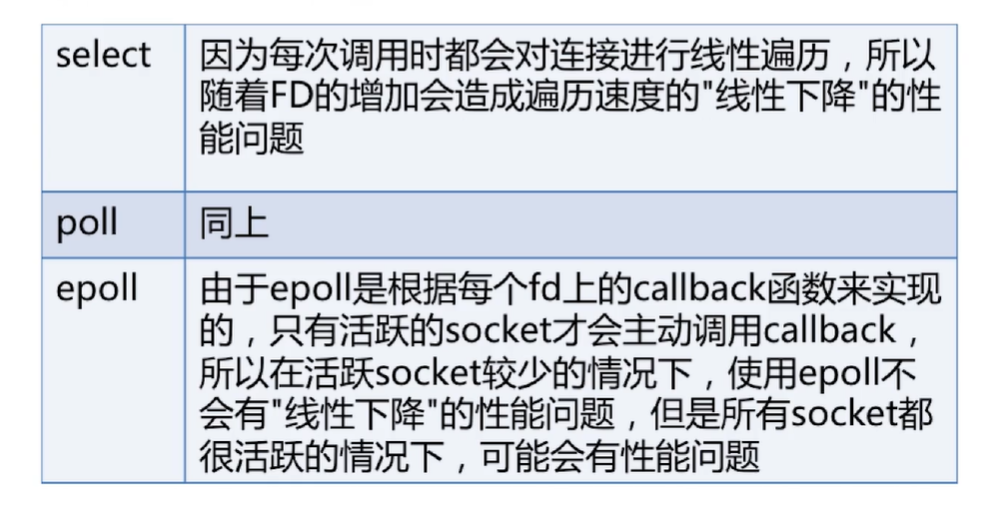 select
因为每次调用时都会对连接进行线性遍历，所以
随着FD的增加会造成遍历速度的"线性下降"的性
能问题
poll
同上
epoll
由于epoll是根据每个fd上的callback函数来实现
的，只有活跃的socket才会主动调用callback，
所以在活跃socket较少的情况下，使用epoll不
会有"线性下降"的性能问题，但是所有socket都
很活跃的情况下，可能会有性能问题